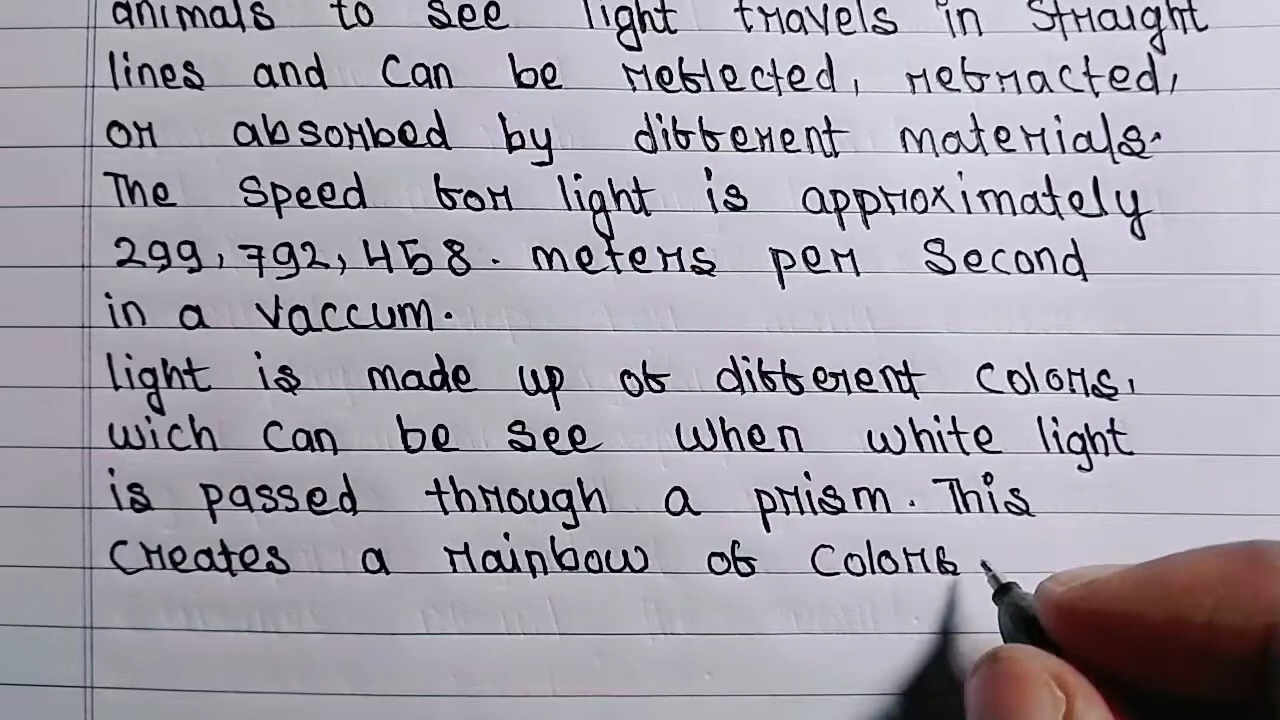 animals to see light travels in straight
lines and can be reflected, refracted,
or absorbed by different materials.
The speed for light is approximately
299,792,458. meters per second
in a vaccum.
light is made up of different colors,
wich can be see when white light
is passed through a prism. This
creates a rainbow of colors